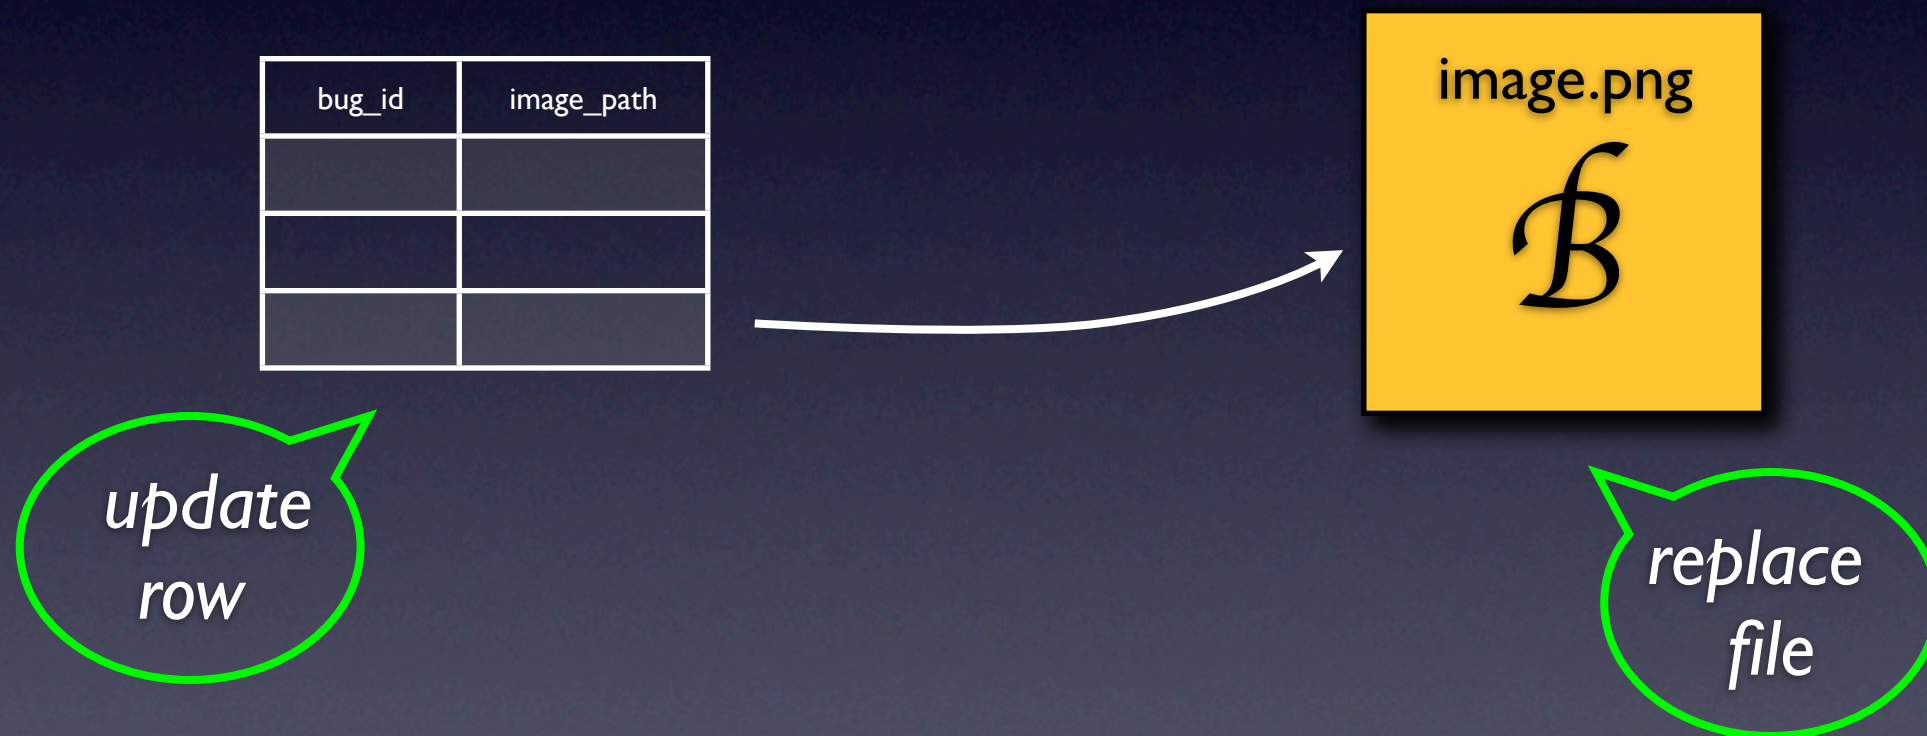 bug_id image_path
image.png
B
update
row
replace
file